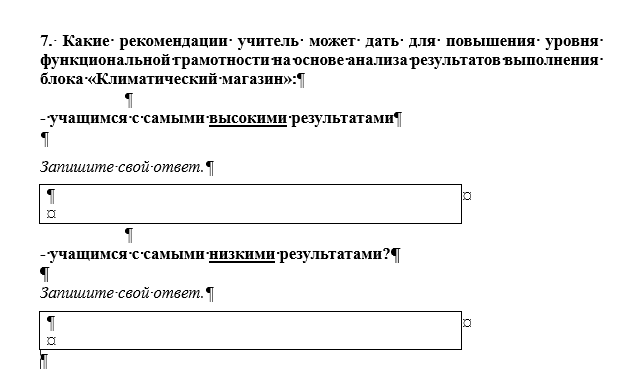 7. Какие рекомендации учитель может дать для повышения уровня
функциональной грамотности на основе анализа результатов выполнения
блока «Климатический магазин»:¶
¶
- учащимся с самыми высокими результатами¶
¶
Запишите свой ответ.¶
¶
¤
¤
¶
- учащимся с самыми низкими результатами?¶
¶
Запишите свой ответ.¶
¶
¤
¤
¶